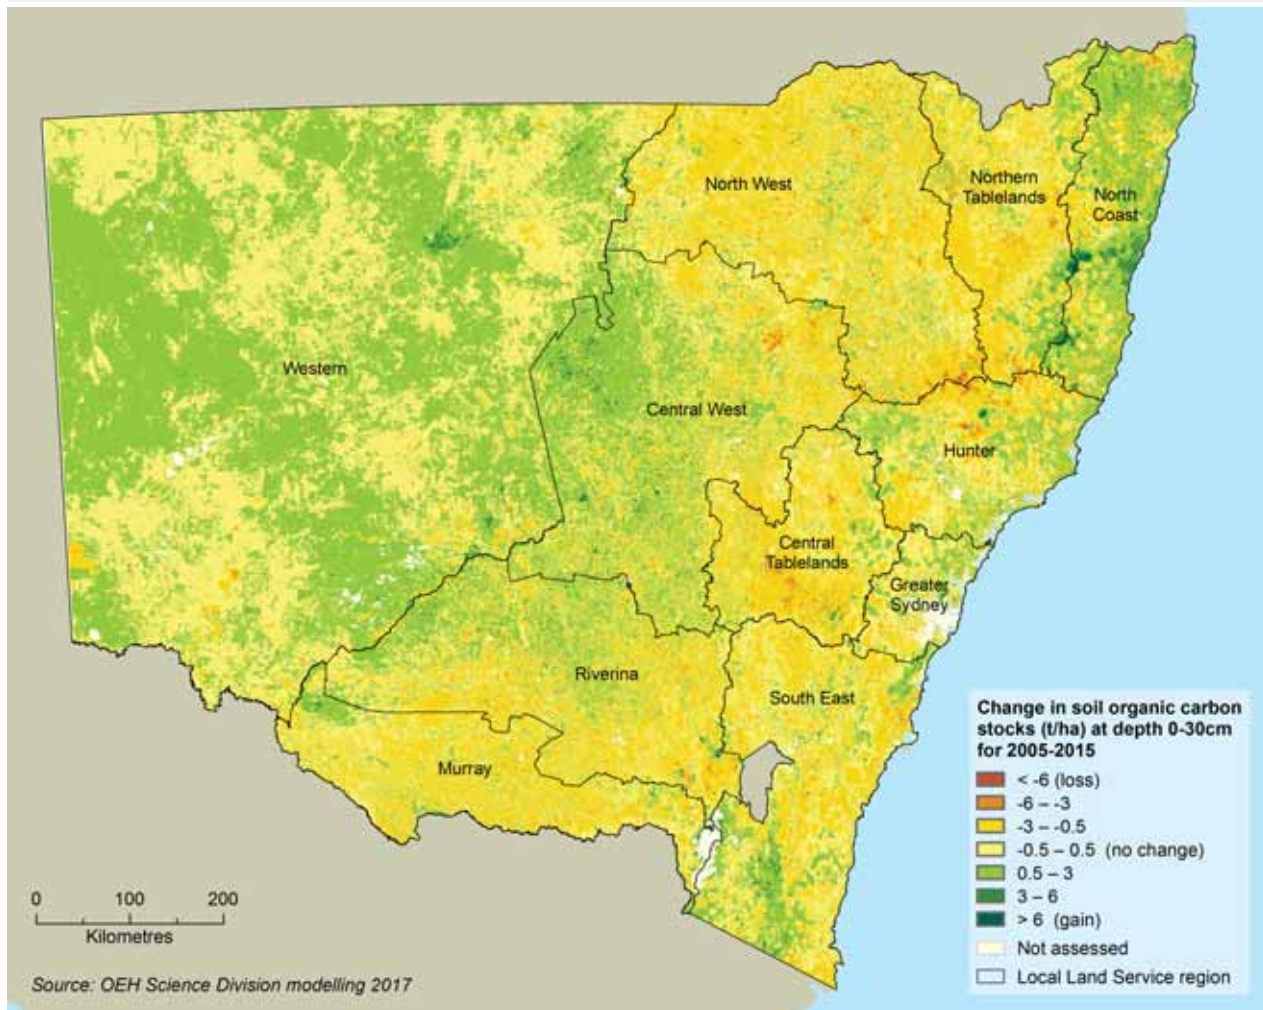 North West
Northern
Tablelands
North
Coast
Western
Central West
Hunter
Central
Tablelands
Greater
Sydney
Riverina
South East
Murray
Change in soil organic carbon
stocks (t/ha) at depth 0-30cm
for 2005-2015
< -6 (loss)
-6 – -3
-3 – -0.5
-0.5 – 0.5 (no change)
0.5 – 3
3 – 6
> 6 (gain)
Not assessed
Local Land Service region
0 100 200
Kilometres
Source: OEH Science Division modelling 2017